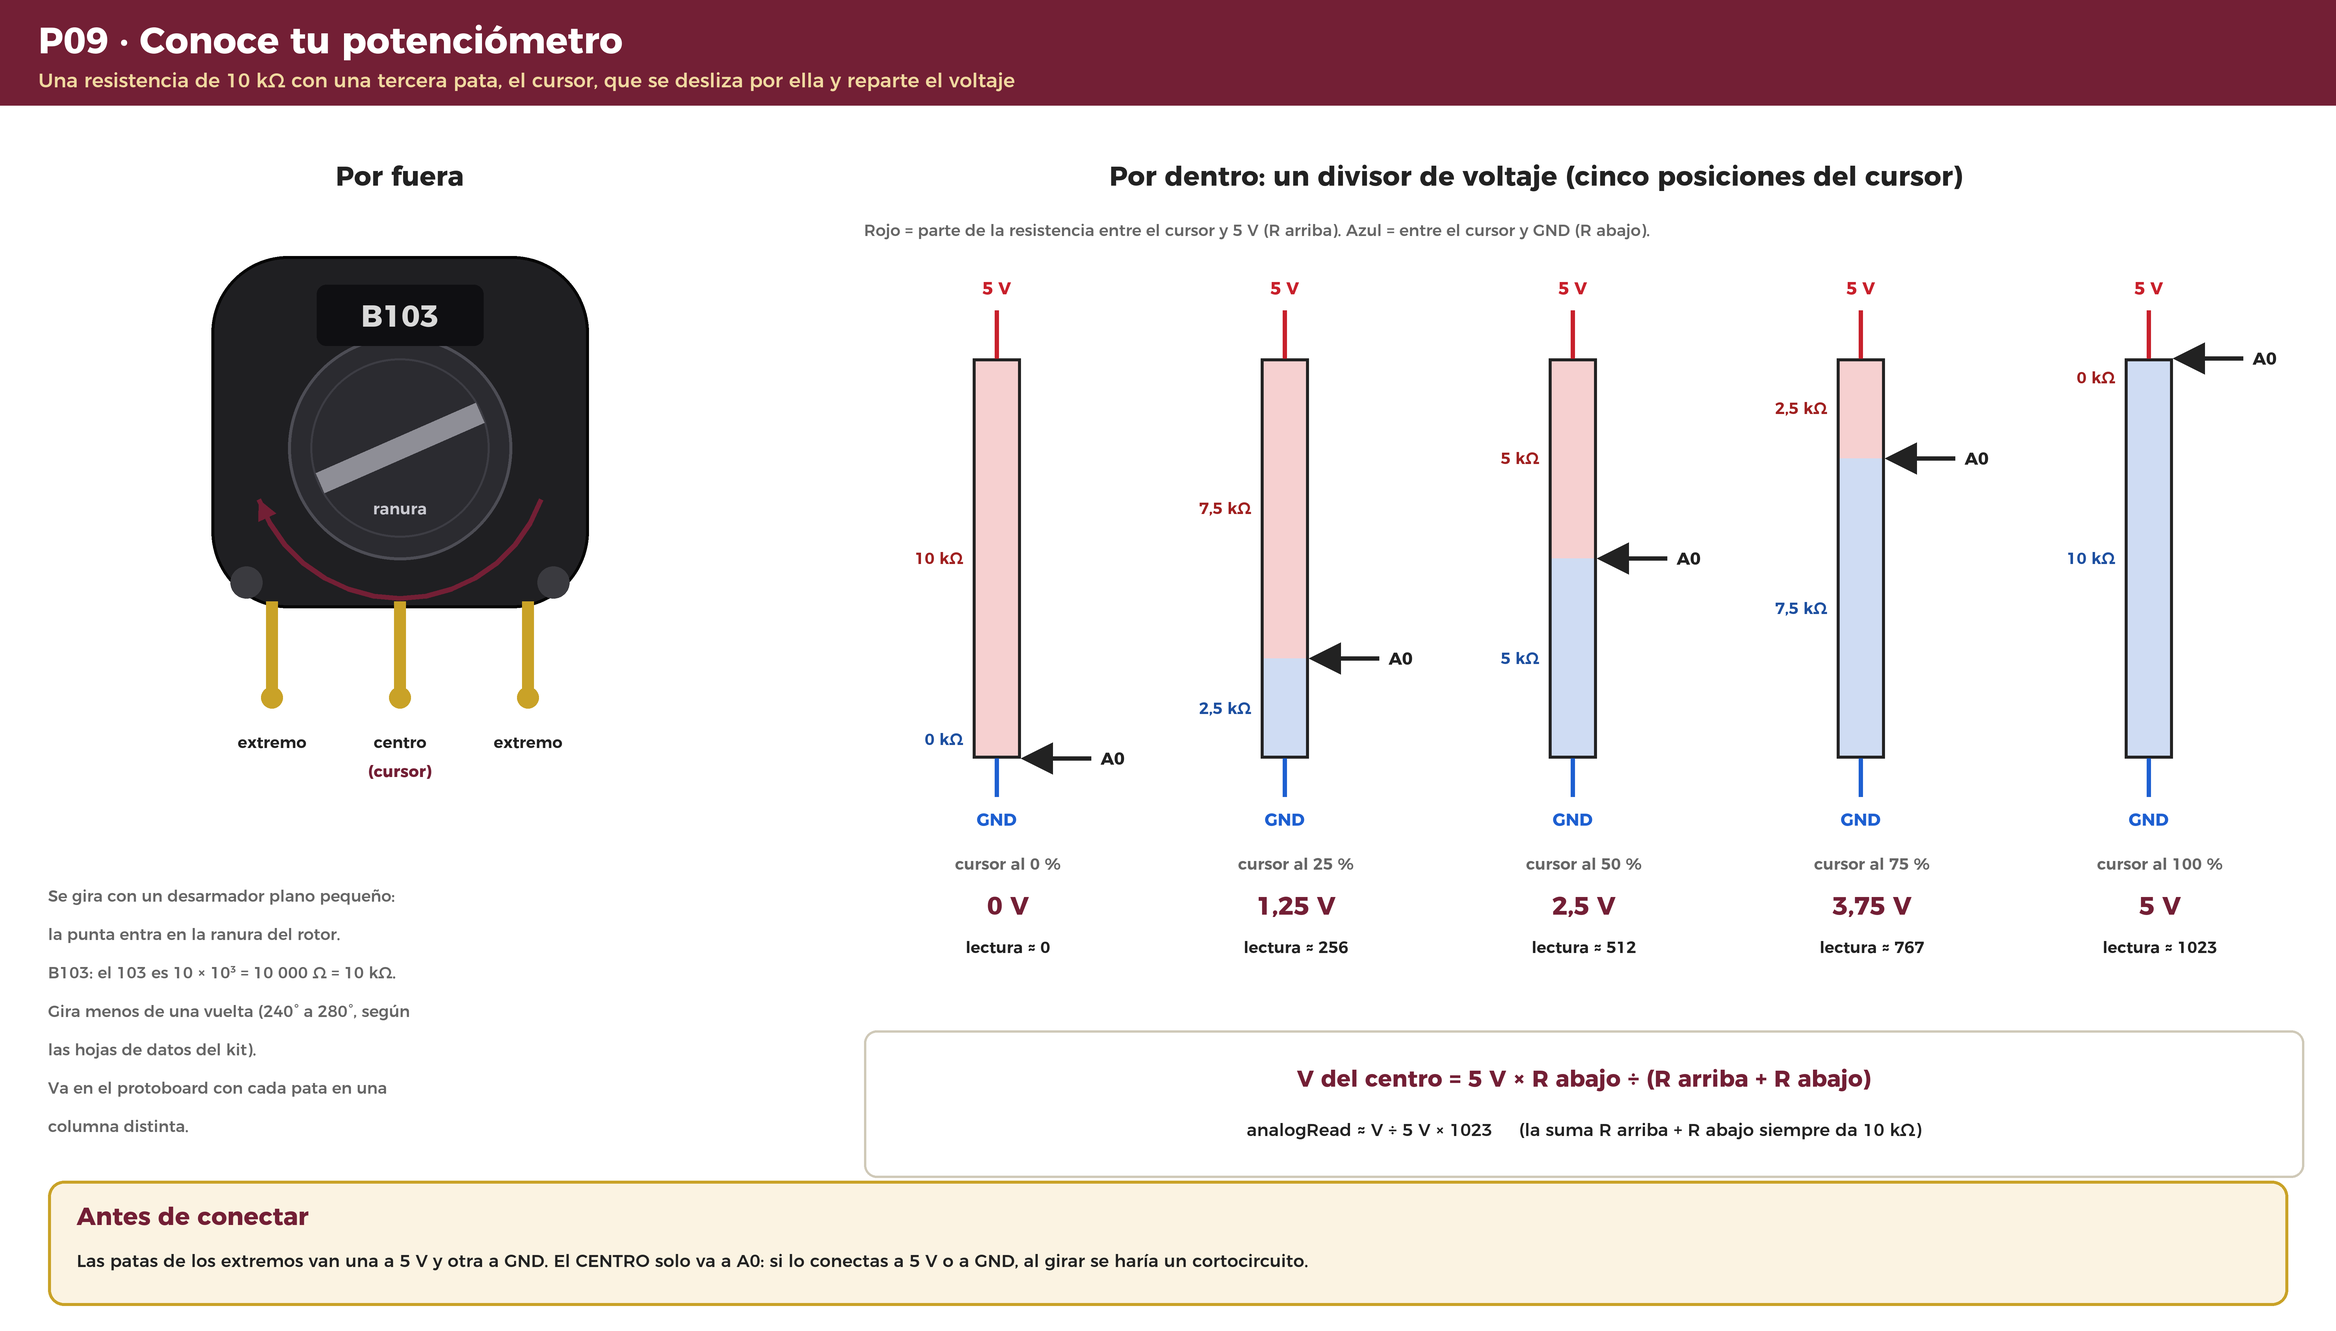 P09 · Conoce tu potenciómetro
Una resistencia de 10 kΩ con una tercera pata, el cursor, que se desliza por ella y reparte el voltaje
Por fuera
B103
ranura
extremo
centro
extremo
(cursor)
Se gira con un desarmador plano pequeño:
la punta entra en la ranura del rotor.
B103: el 103 es 10 × 10³ = 10 000 Ω = 10 kΩ.
Gira menos de una vuelta (240° a 280°, según
las hojas de datos del kit).
Va en el protoboard con cada pata en una
columna distinta.
Por dentro: un divisor de voltaje (cinco posiciones del cursor)
Rojo = parte de la resistencia entre el cursor y 5 V (R arriba). Azul = entre el cursor y GND (R abajo).
5 V
10 kΩ
0 kΩ
A0
GND
cursor al 0 %
0 V
lectura ≈ 0
5 V
7,5 kΩ
A0
2,5 kΩ
GND
cursor al 25 %
1,25 V
lectura ≈ 256
5 V
5 kΩ
A0
5 kΩ
GND
cursor al 50 %
2,5 V
lectura ≈ 512
5 V
2,5 kΩ
A0
7,5 kΩ
GND
cursor al 75 %
3,75 V
lectura ≈ 767
5 V
A0
0 kΩ
10 kΩ
GND
cursor al 100 %
5 V
lectura ≈ 1023
V del centro = 5 V × R abajo ÷ (R arriba + R abajo)
analogRead ≈ V ÷ 5 V × 1023 (la suma R arriba + R abajo siempre da 10 kΩ)
Antes de conectar
Las patas de los extremos van una a 5 V y otra a GND. El CENTRO solo va a A0: si lo conectas a 5 V o a GND, al girar se haría un cortocircuito.